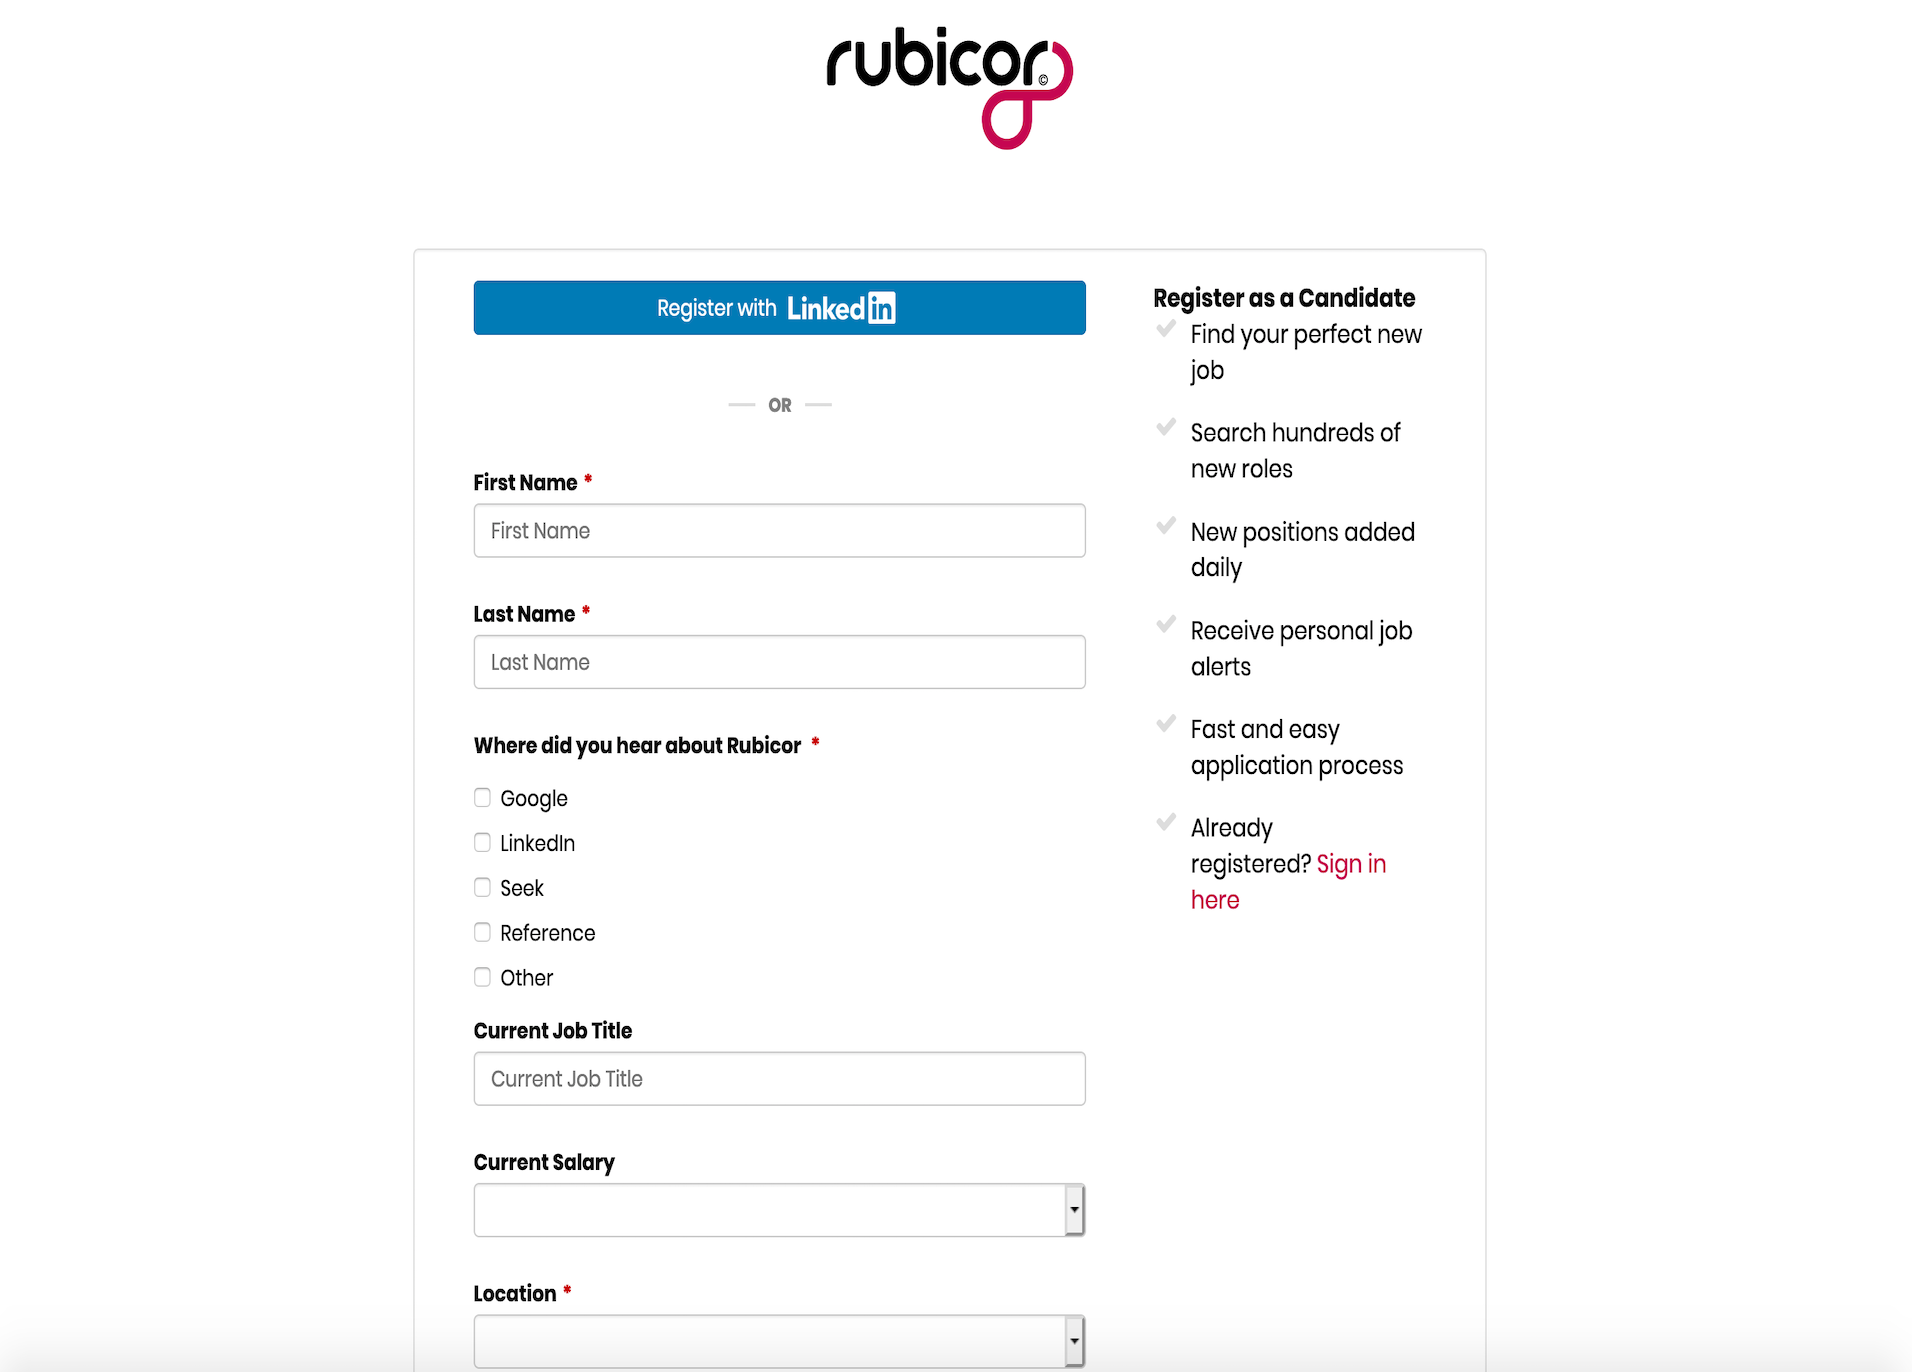 rubicor
©
Register with Linked in
OR
First Name *
First Name
Last Name *
Last Name
Where did you hear about Rubicor *
Google
LinkedIn
Seek
Reference
Other
Current Job Title
Current Job Title
Current Salary
Location *
Register as a Candidate
Find your perfect new
job
Search hundreds of
new roles
New positions added
daily
Receive personal job
alerts
Fast and easy
application process
Already
registered? Sign in
here